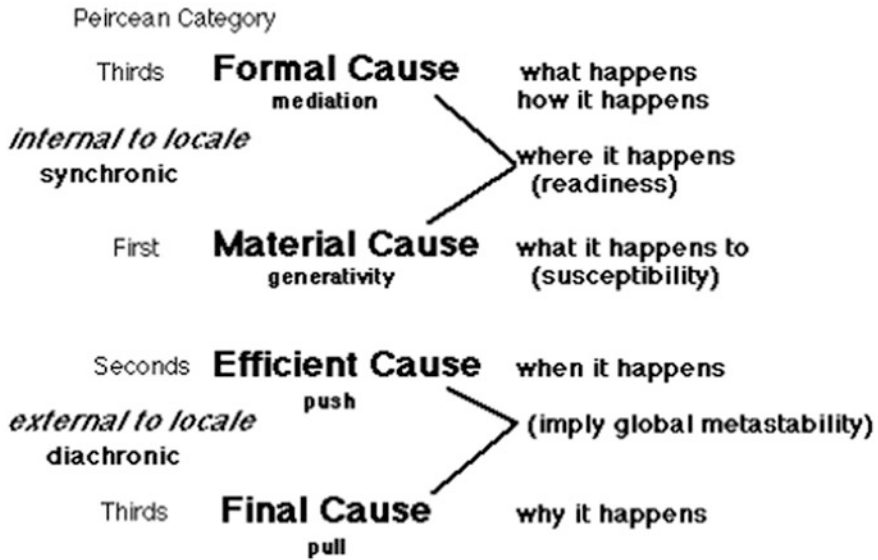 Peircean Category
Thirds Formal Cause what happens
mediation how it happens
internal to locale where it happens
synchronic (readiness)
First Material Cause what it happens to
generativity (susceptibility)
Seconds Efficient Cause when it happens
push
external to locale (imply global metastability)
diachronic
Thirds Final Cause why it happens
pull